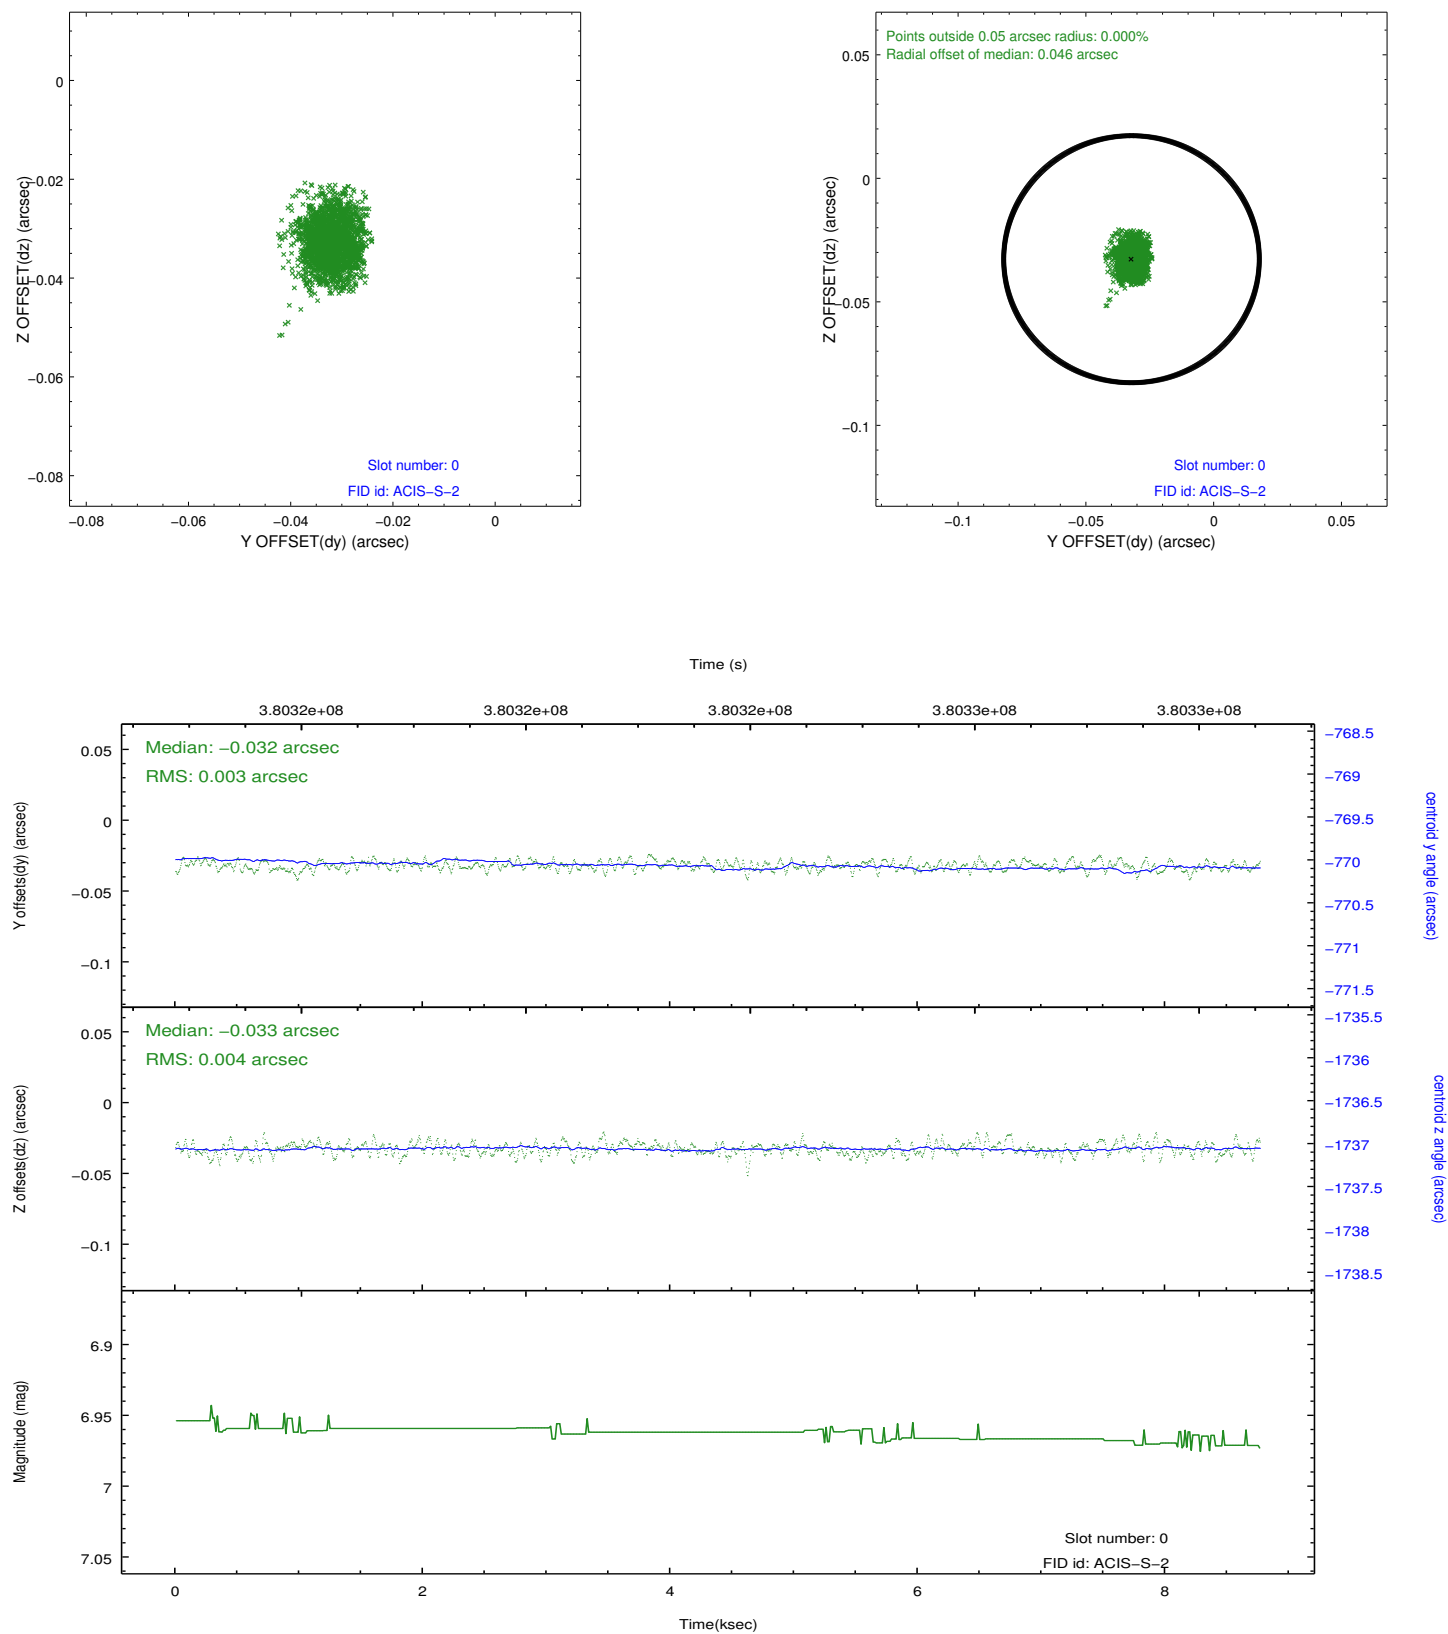 0
−0.02
−0.04
−0.06
−0.08
Z OFFSET(dz) (arcsec)
Slot number: 0
FID id: ACIS−S−2
−0.08
−0.06
−0.04
−0.02
0
Y OFFSET(dy) (arcsec)
Points outside 0.05 arcsec radius: 0.000%
Radial offset of median: 0.046 arcsec
0.05
0
−0.05
−0.1
Z OFFSET(dz) (arcsec)
Slot number: 0
FID id: ACIS−S−2
−0.1
−0.05
0
0.05
Y OFFSET(dy) (arcsec)
Time (s)
3.8032e+08
3.8032e+08
3.8032e+08
3.8033e+08
3.8033e+08
Median: −0.032 arcsec
RMS: 0.003 arcsec
0.05
0
−0.05
−0.1
Y offsets(dy) (arcsec)
−768.5
−769
−769.5
−770
−770.5
−771
−771.5
centroid y angle (arcsec)
Median: −0.033 arcsec
RMS: 0.004 arcsec
0.05
0
−0.05
−0.1
Z offsets(dz) (arcsec)
−1735.5
−1736
−1736.5
−1737
−1737.5
−1738
−1738.5
centroid z angle (arcsec)
6.9
6.95
7
7.05
Magnitude (mag)
Slot number: 0
FID id: ACIS−S−2
0
2
4
6
8
Time(ksec)